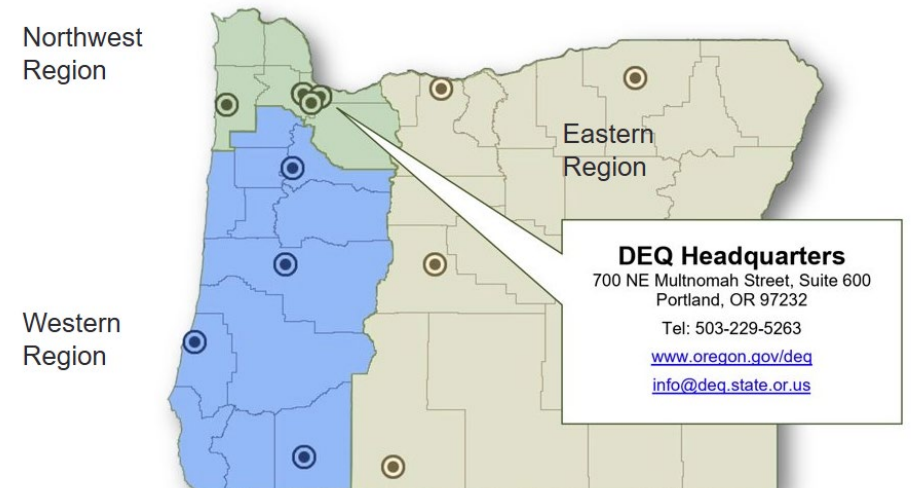 Northwest
Region
Eastern
Region
DEQ Headquarters
700 NE Multnomah Street, Suite 600
Portland, OR 97232
Tel: 503-229-5263
www.oregon.gov/deq
info@deq.state.or.us
Western
Region